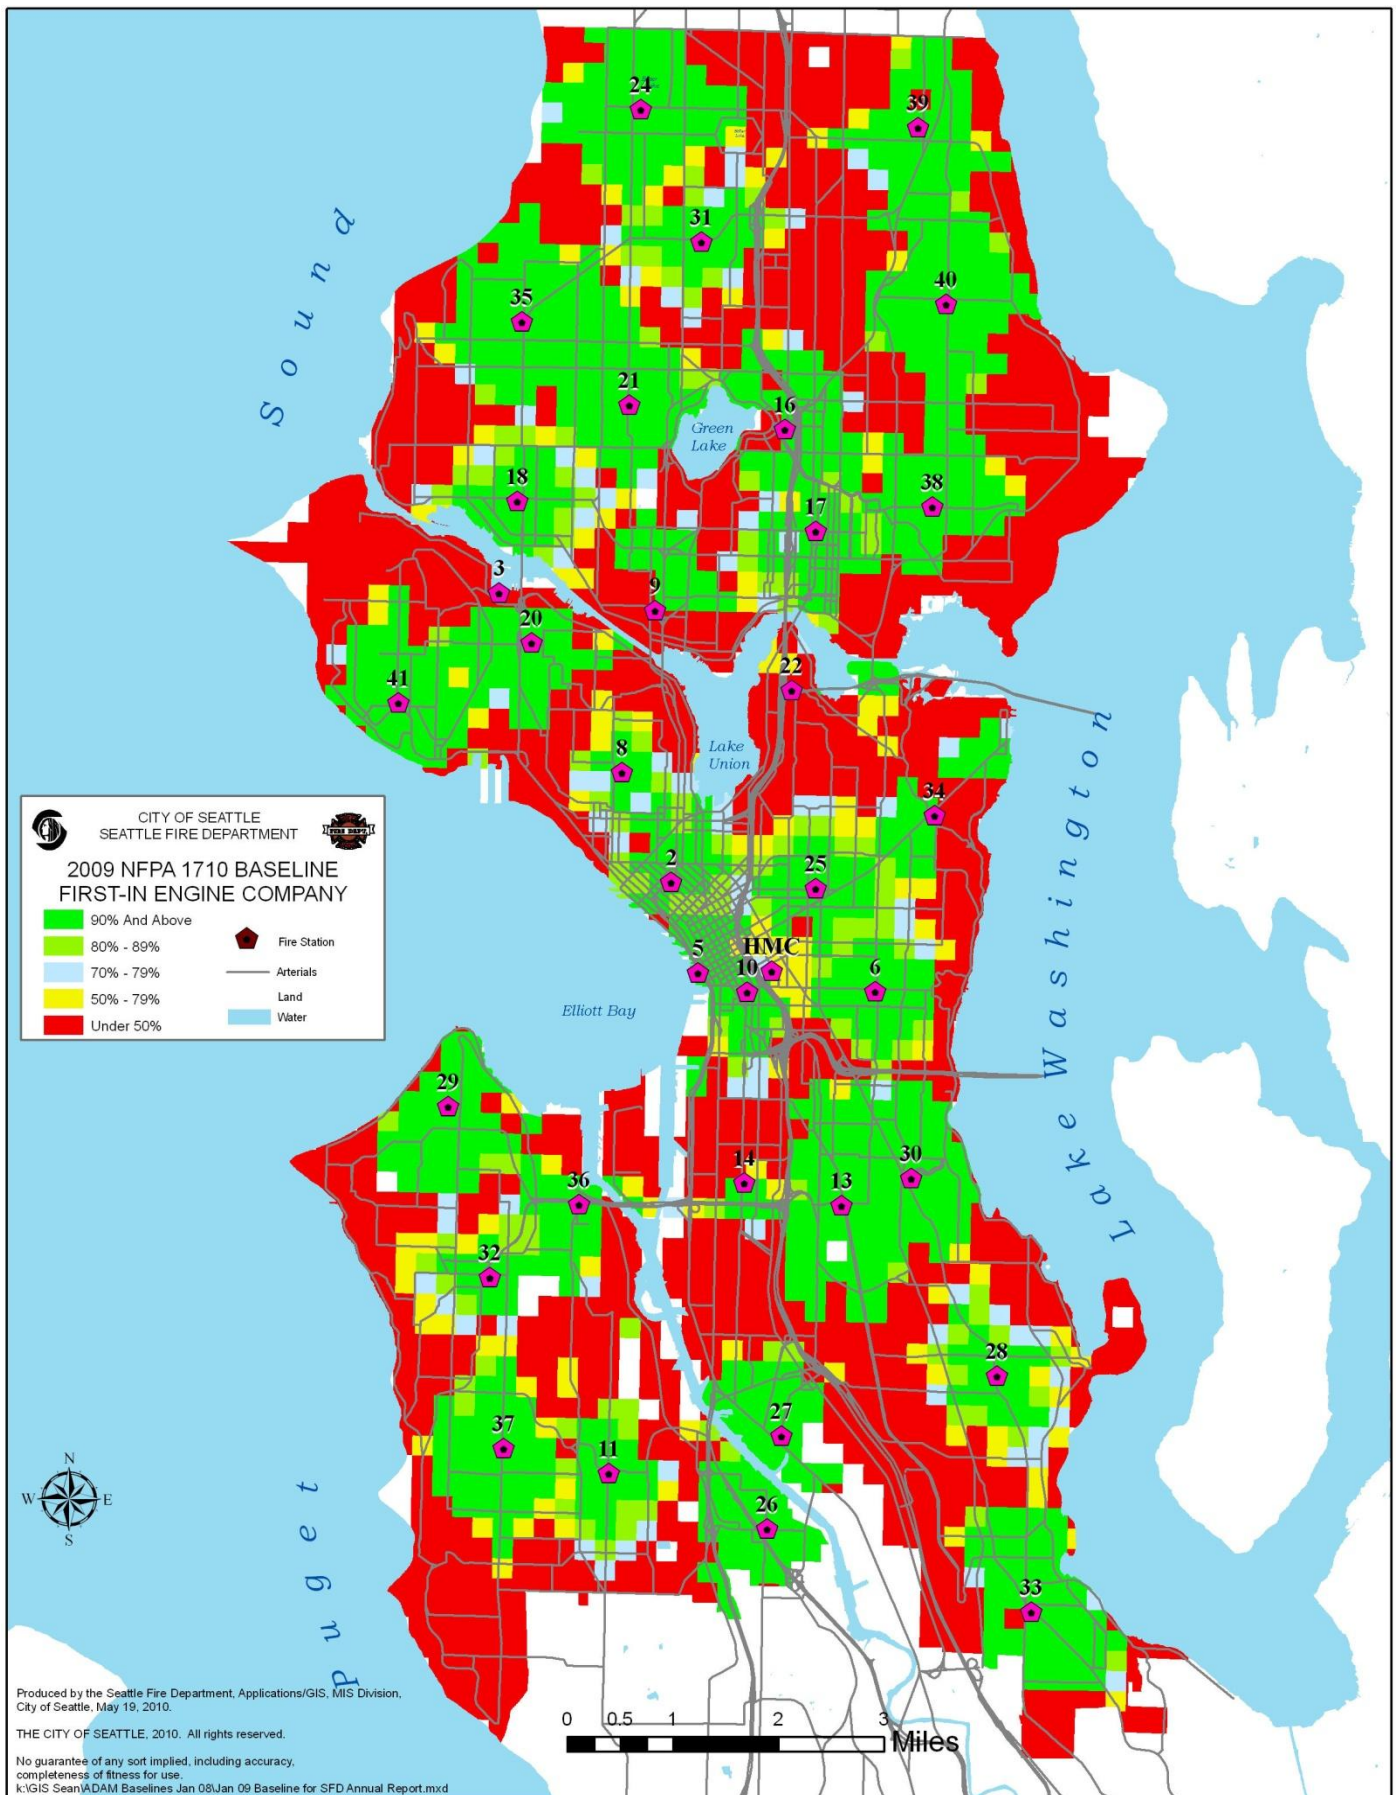 24
39
31
40
35
21
16
Green
Lake
18
38
17
3
9
20
22
41
8
Lake
Union
34
2
25
5
HMC
10
6
Elliott Bay
29
14
30
36
13
32
28
27
37
11
26
33
Sound
Puget
Lake Washington
CITY OF SEATTLE
SEATTLE FIRE DEPARTMENT
FIRE DEPT.
2009 NFPA 1710 BASELINE
FIRST-IN ENGINE COMPANY
90% And Above
80% - 89%
70% - 79%
50% - 79%
Under 50%
Fire Station
Arterials
Land
Water
N
W E
S
0 0.5 1 2 3
Miles
Produced by the Seattle Fire Department, Applications/GIS, MIS Division,
City of Seattle, May 19, 2010.
THE CITY OF SEATTLE, 2010. All rights reserved.
No guarantee of any sort implied, including accuracy,
completeness of fitness for use.
k:\GIS Sean\ADAM Baselines Jan 08\Jan 09 Baseline for SFD Annual Report.mxd